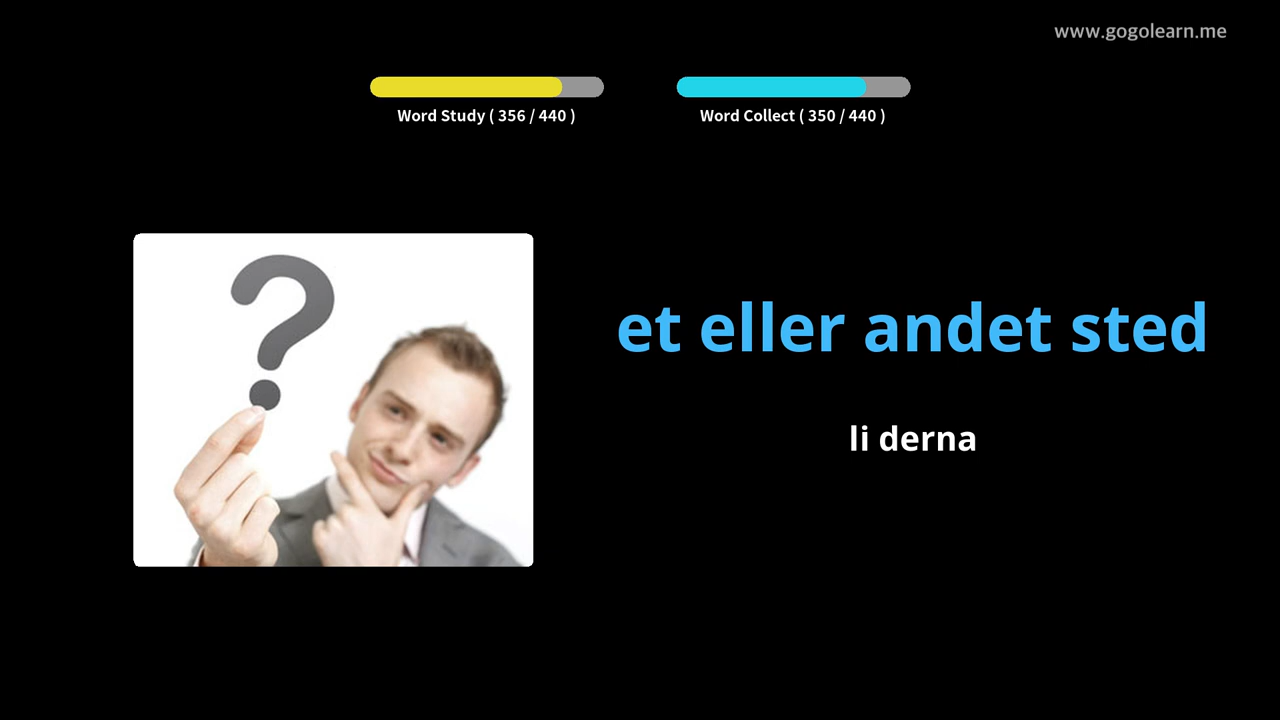 www.gogolearn.me
Word Study ( 356 / 440 )
Word Collect ( 350 / 440 )
et eller andet sted
li derna